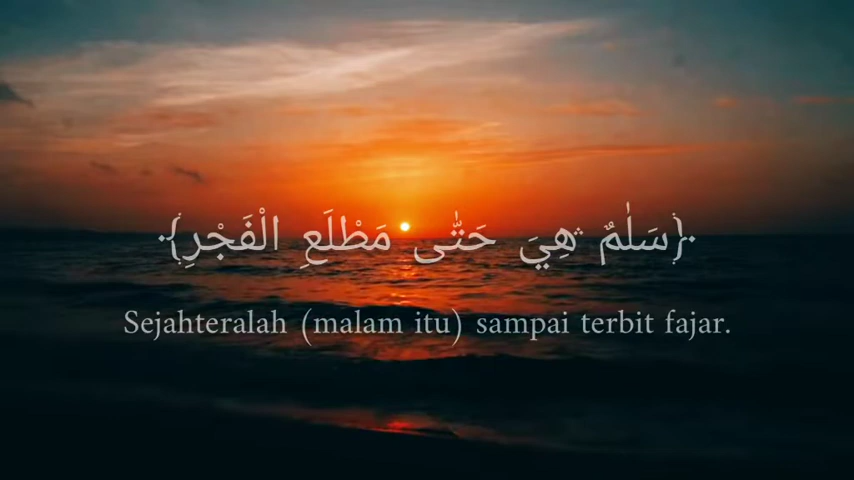 ﴿سَلٰمٌ ۛهِيَ حَتّٰى مَطْلَعِ الْفَجْرِ﴾
Sejahteralah (malam itu) sampai terbit fajar.